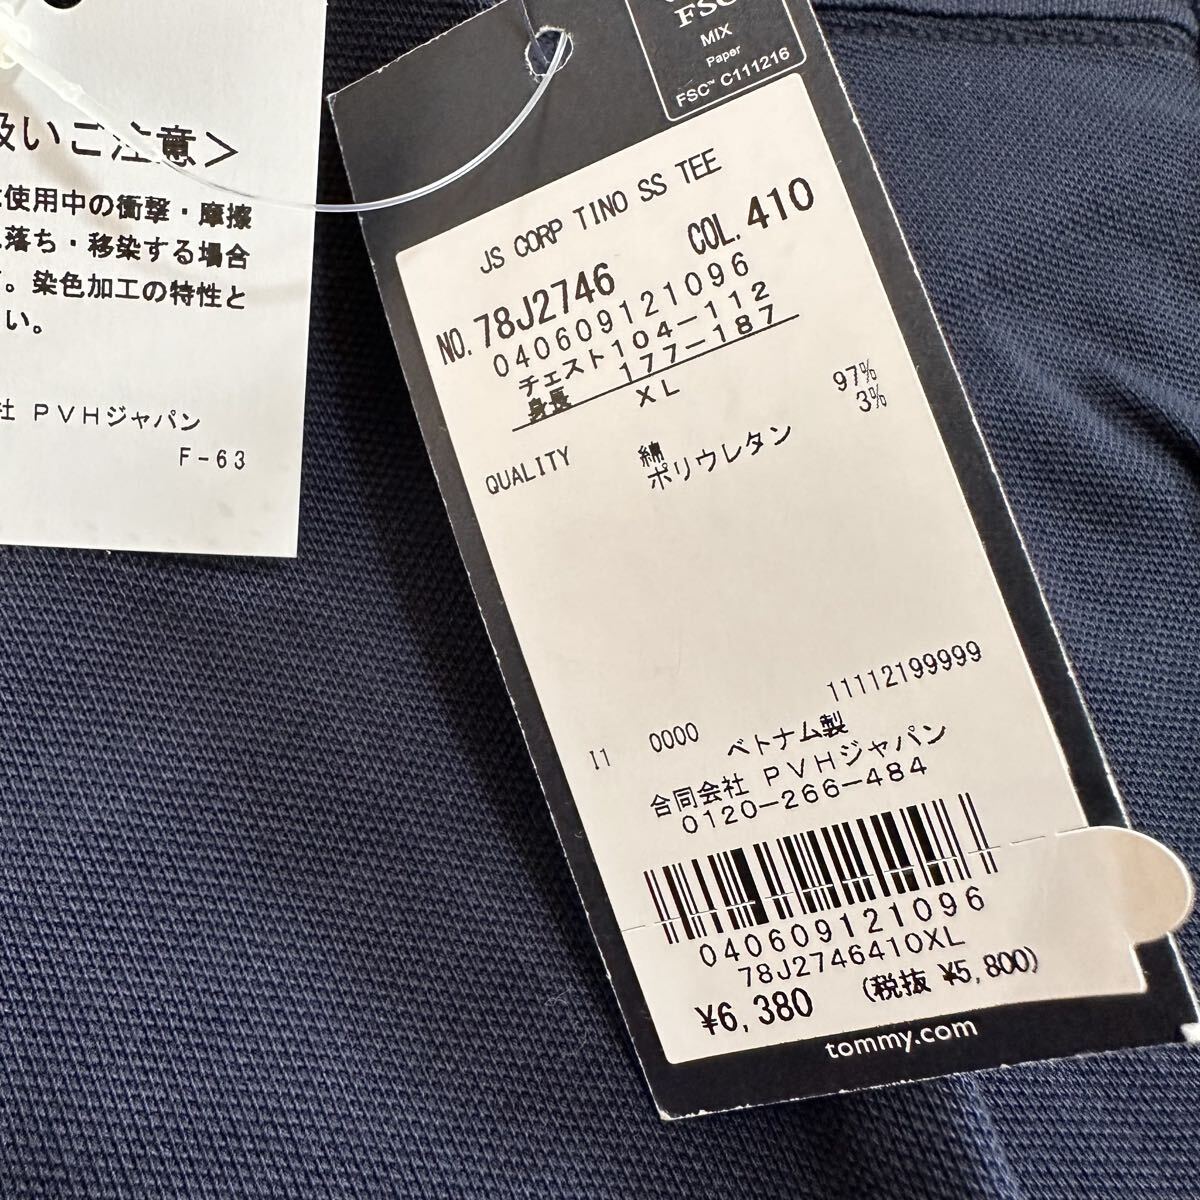 扱いご注意＞
使用中の衝撃・摩擦
落ち・移染する場合
。染色加工の特性と
い。
社 PVHジャパン
F-63
FSC
MIX
Paper
FSC™ C111216
JS CORP TINO SS TEE
NO. 78J2746 COL. 410
040609121096
チェスト104-112
身長 177-187
XL
QUALITY 綿 97%
ポリウレタン 3%
11112199999
I1 0000 ベトナム製
合同会社 PVHジャパン
0120-266-484
040609121096
78J2746410XL
¥6,380 (税抜 ¥5,800)
tommy.com